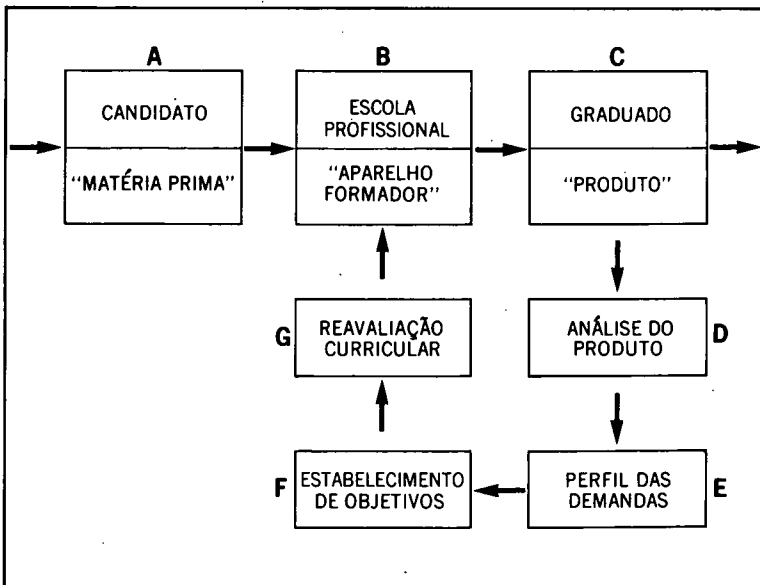 A
CANDIDATO
"MATÉRIA PRIMA"
B
ESCOLA
PROFISSIONAL
"APARELHO
FORMADOR"
C
GRADUADO
"PRODUTO"
G
REAVALIAÇÃO
CURRICULAR
ANÁLISE DO
PRODUTO
D
F
ESTABELECIMENTO
DE OBJETIVOS
PERFIL DAS
DEMANDAS
E